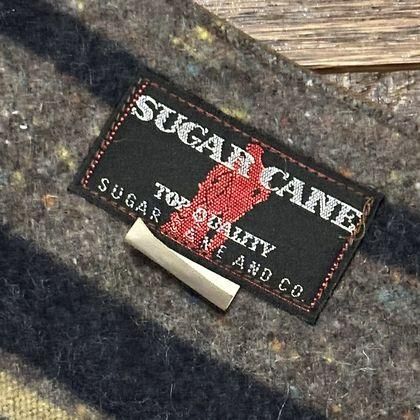 SUGAR CANE
TOP QUALITY
SUGAR CANE AND CO.